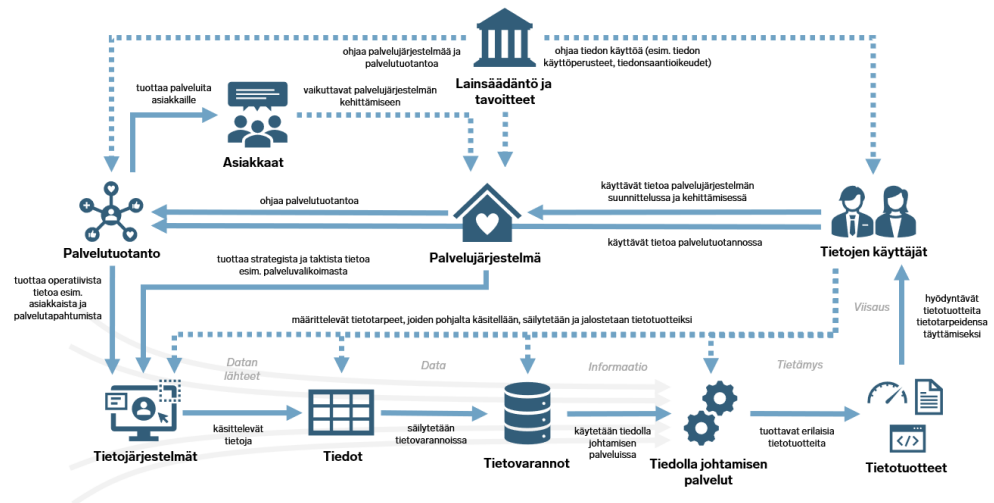 ohjaa palvelujärjestelmää ja
palvelutuotantoa
ohjaa tiedon käyttöä (esim. tiedon
käyttöperusteet, tiedonsaantioikeudet)
Lainsäädäntö ja
tavoitteet
tuottaa palveluita
asiakkaille
vaikuttavat palvelujärjestelmän
kehittämiseen
Asiakkaat
ohjaa palvelutuotantoa
käyttävät tietoa palvelujärjestelmän
suunnittelussa ja kehittämisessä
Palvelutuotanto
Palvelujärjestelmä
käyttävät tietoa palvelutuotannossa
Tietojen käyttäjät
tuottaa operatiivista
tietoa esim.
asiakkaista ja
palvelutapahtumista
tuottaa strategista ja taktista tietoa
esim. palveluvalikoimasta
määrittelevät tietotarpeet, joiden pohjalta käsitellään, säilytetään ja jalostetaan tietotuotteiksi
Viisaus
hyödyntävät
tietotuotteita
tietotarpeidensa
täyttämiseksi
Datan
lähteet
Data
Informaatio
Tietämys
käsittelevät
tietoja
säilytetään
tietovarannoissa
käytetään tiedolla
johtamisen
palveluissa
tuottavat erilaisia
tietotuotteita
Tietojärjestelmät
Tiedot
Tietovarannot
Tiedolla johtamisen
palvelut
Tietotuotteet